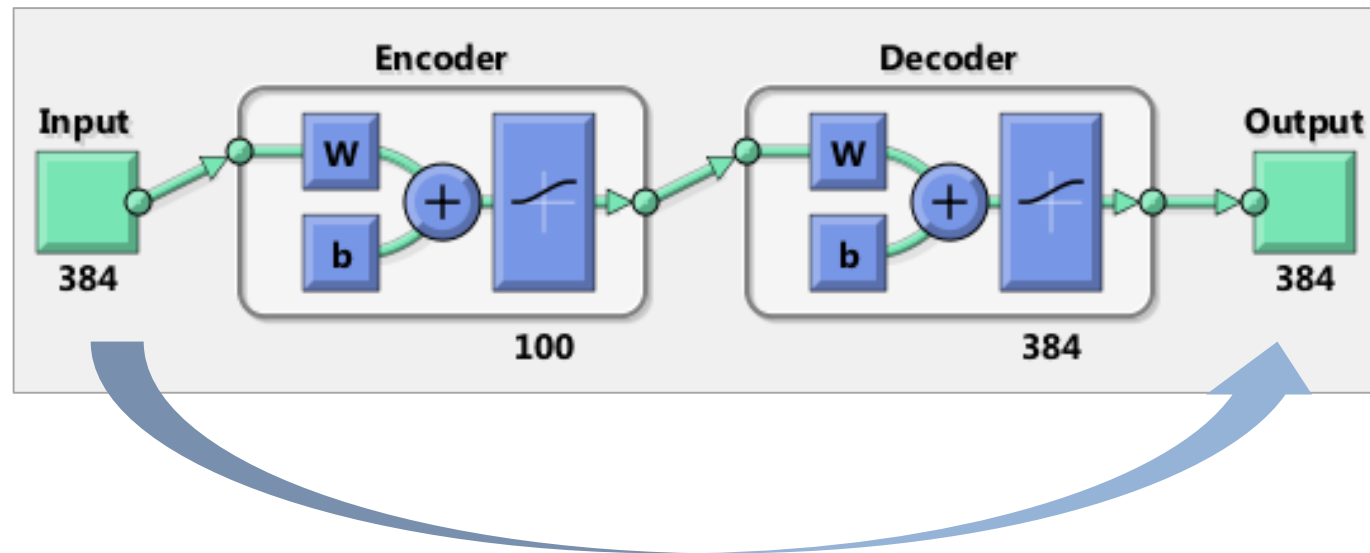 Encoder
Decoder
Input
Output
W
W
+
+
b
b
384
384
100
384